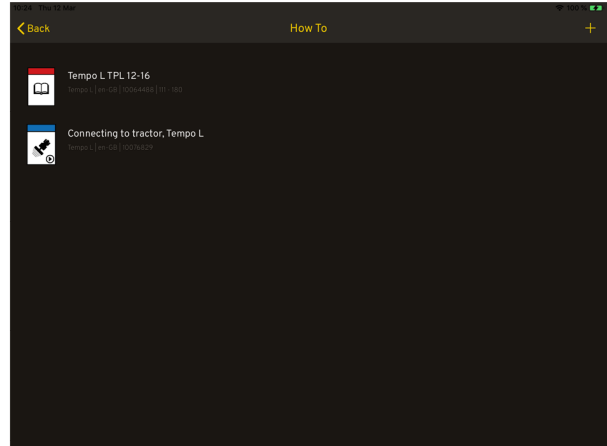 10:24 Thu 12 Mar
100 %
Back
How To
+
Tempo L TPL 12-16
Tempo L | en-GB | 10064488 | 111 - 180
Connecting to tractor, Tempo L
Tempo L | en-GB | 10076829